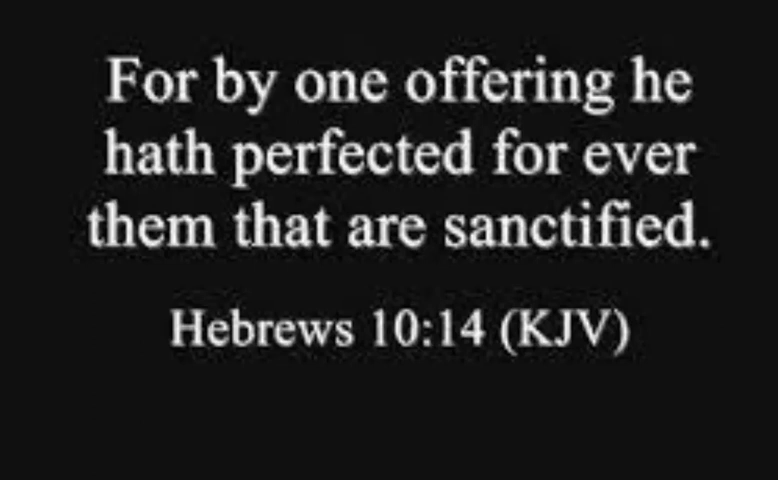 For by one offering he
hath perfected for ever
them that are sanctified.
Hebrews 10:14 (KJV)